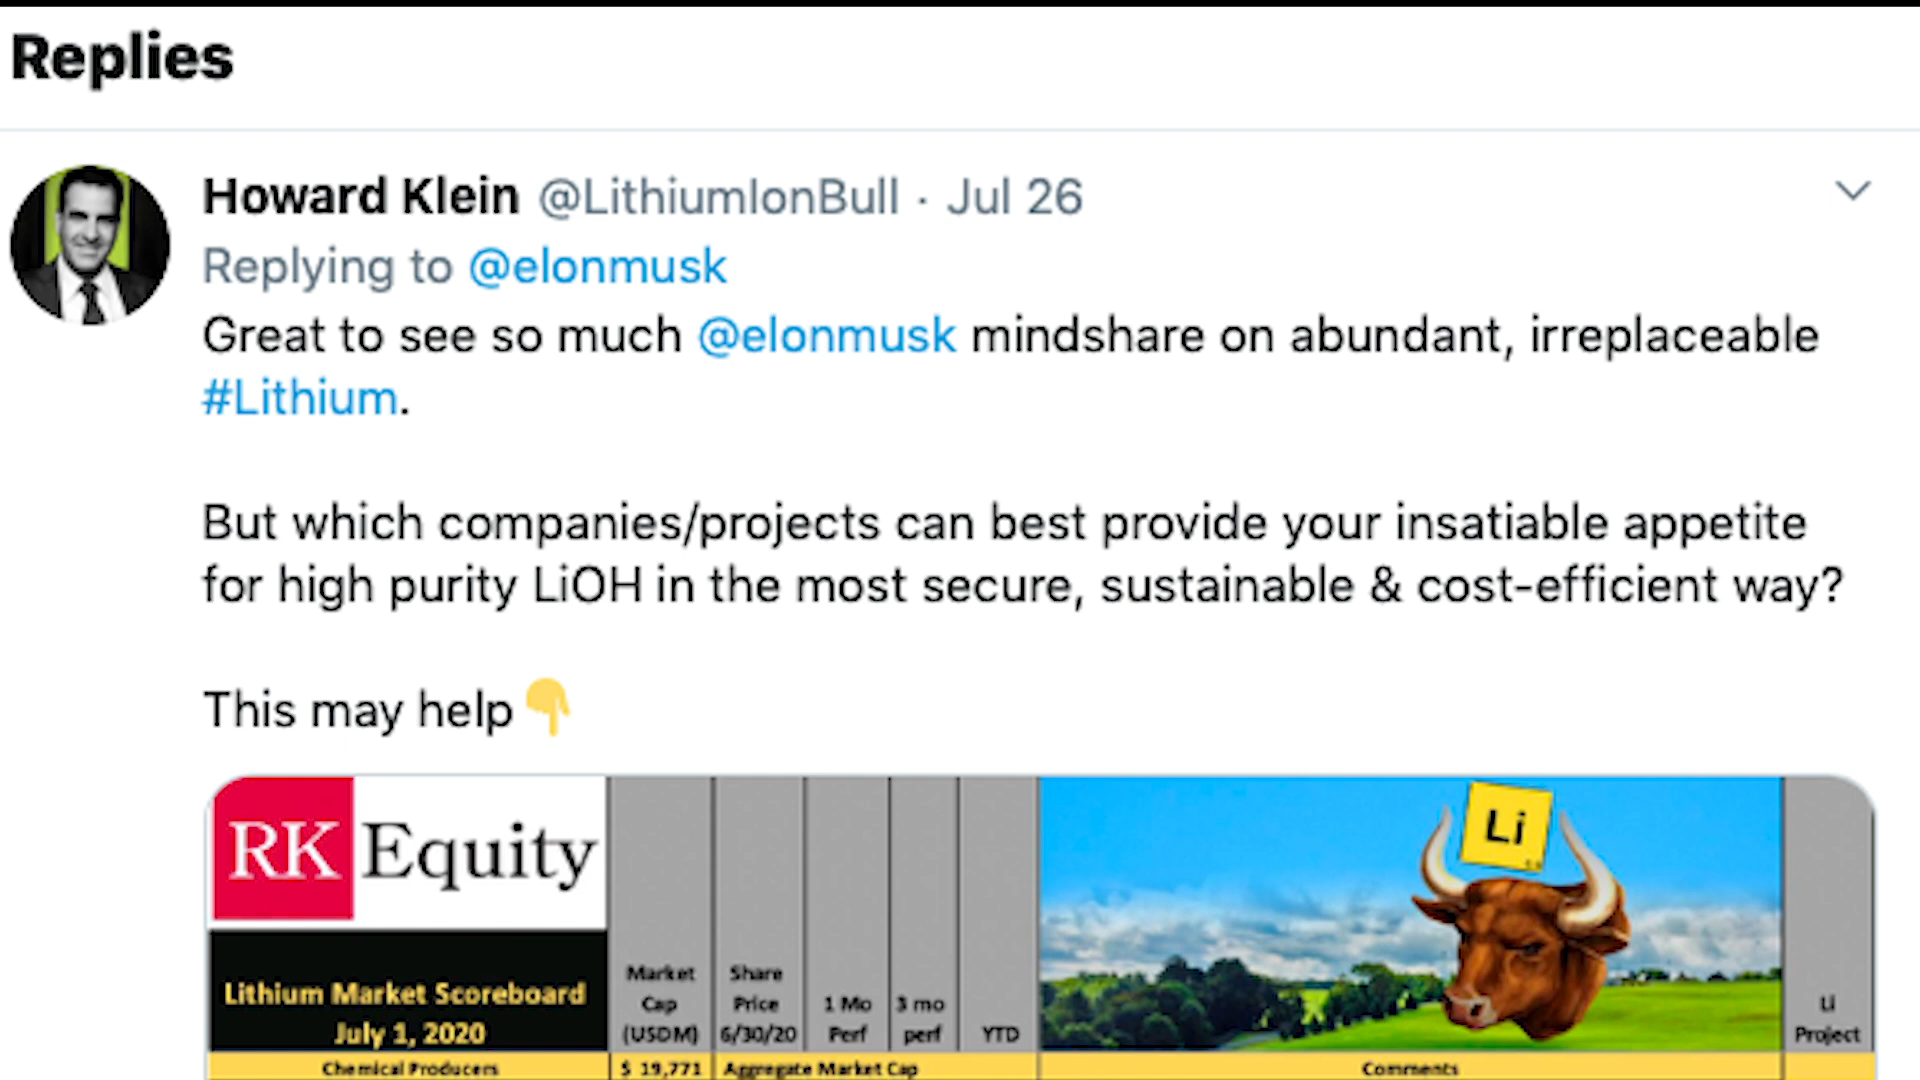 Replies
Howard Klein @LithiumIonBull · Jul 26
Replying to @elonmusk
Great to see so much @elonmusk mindshare on abundant, irreplaceable
#Lithium.
But which companies/projects can best provide your insatiable appetite
for high purity LiOH in the most secure, sustainable & cost-efficient way?
This may help👇
RK Equity
Li
Lithium Market Scoreboard
July 1, 2020
Market
Cap
(USDM)
Share
Price
6/30/20
1 Mo
Perf
3 mo
perf
YTD
Li
Project
Chemical Producers $ 19,771 Aggregate Market Cap Comments